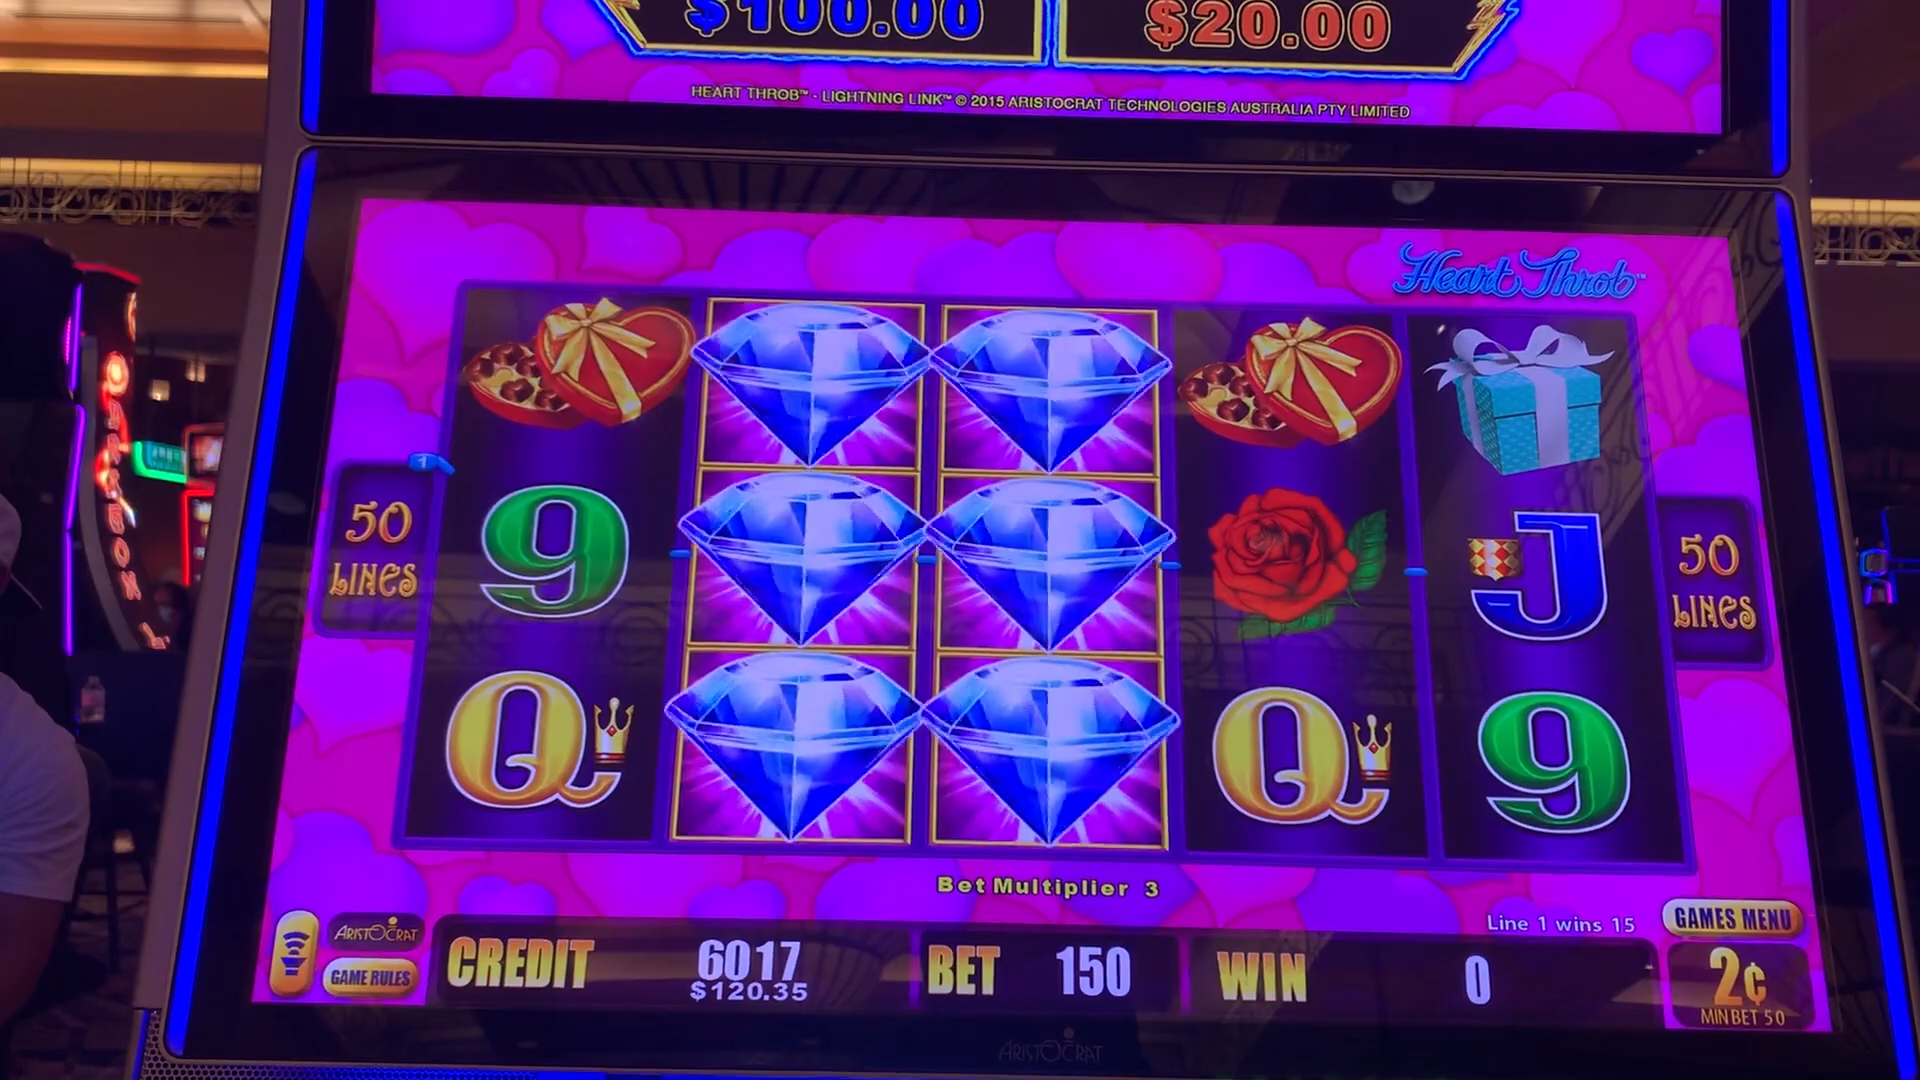 $100.00
$20.00
HEART THROB™ - LIGHTNING LINK™ © 2015 ARISTOCRAT TECHNOLOGIES AUSTRALIA PTY LIMITED
Heart Throb™
1
50
LINES
9
Q
Q
J
9
50
LINES
Bet Multiplier 3
Line 1 wins 15
GAMES MENU
ARISTOCRAT
GAME RULES
CREDIT
6017
$120.35
BET
150
WIN
0
2¢
MIN BET 50
ARISTOCRAT